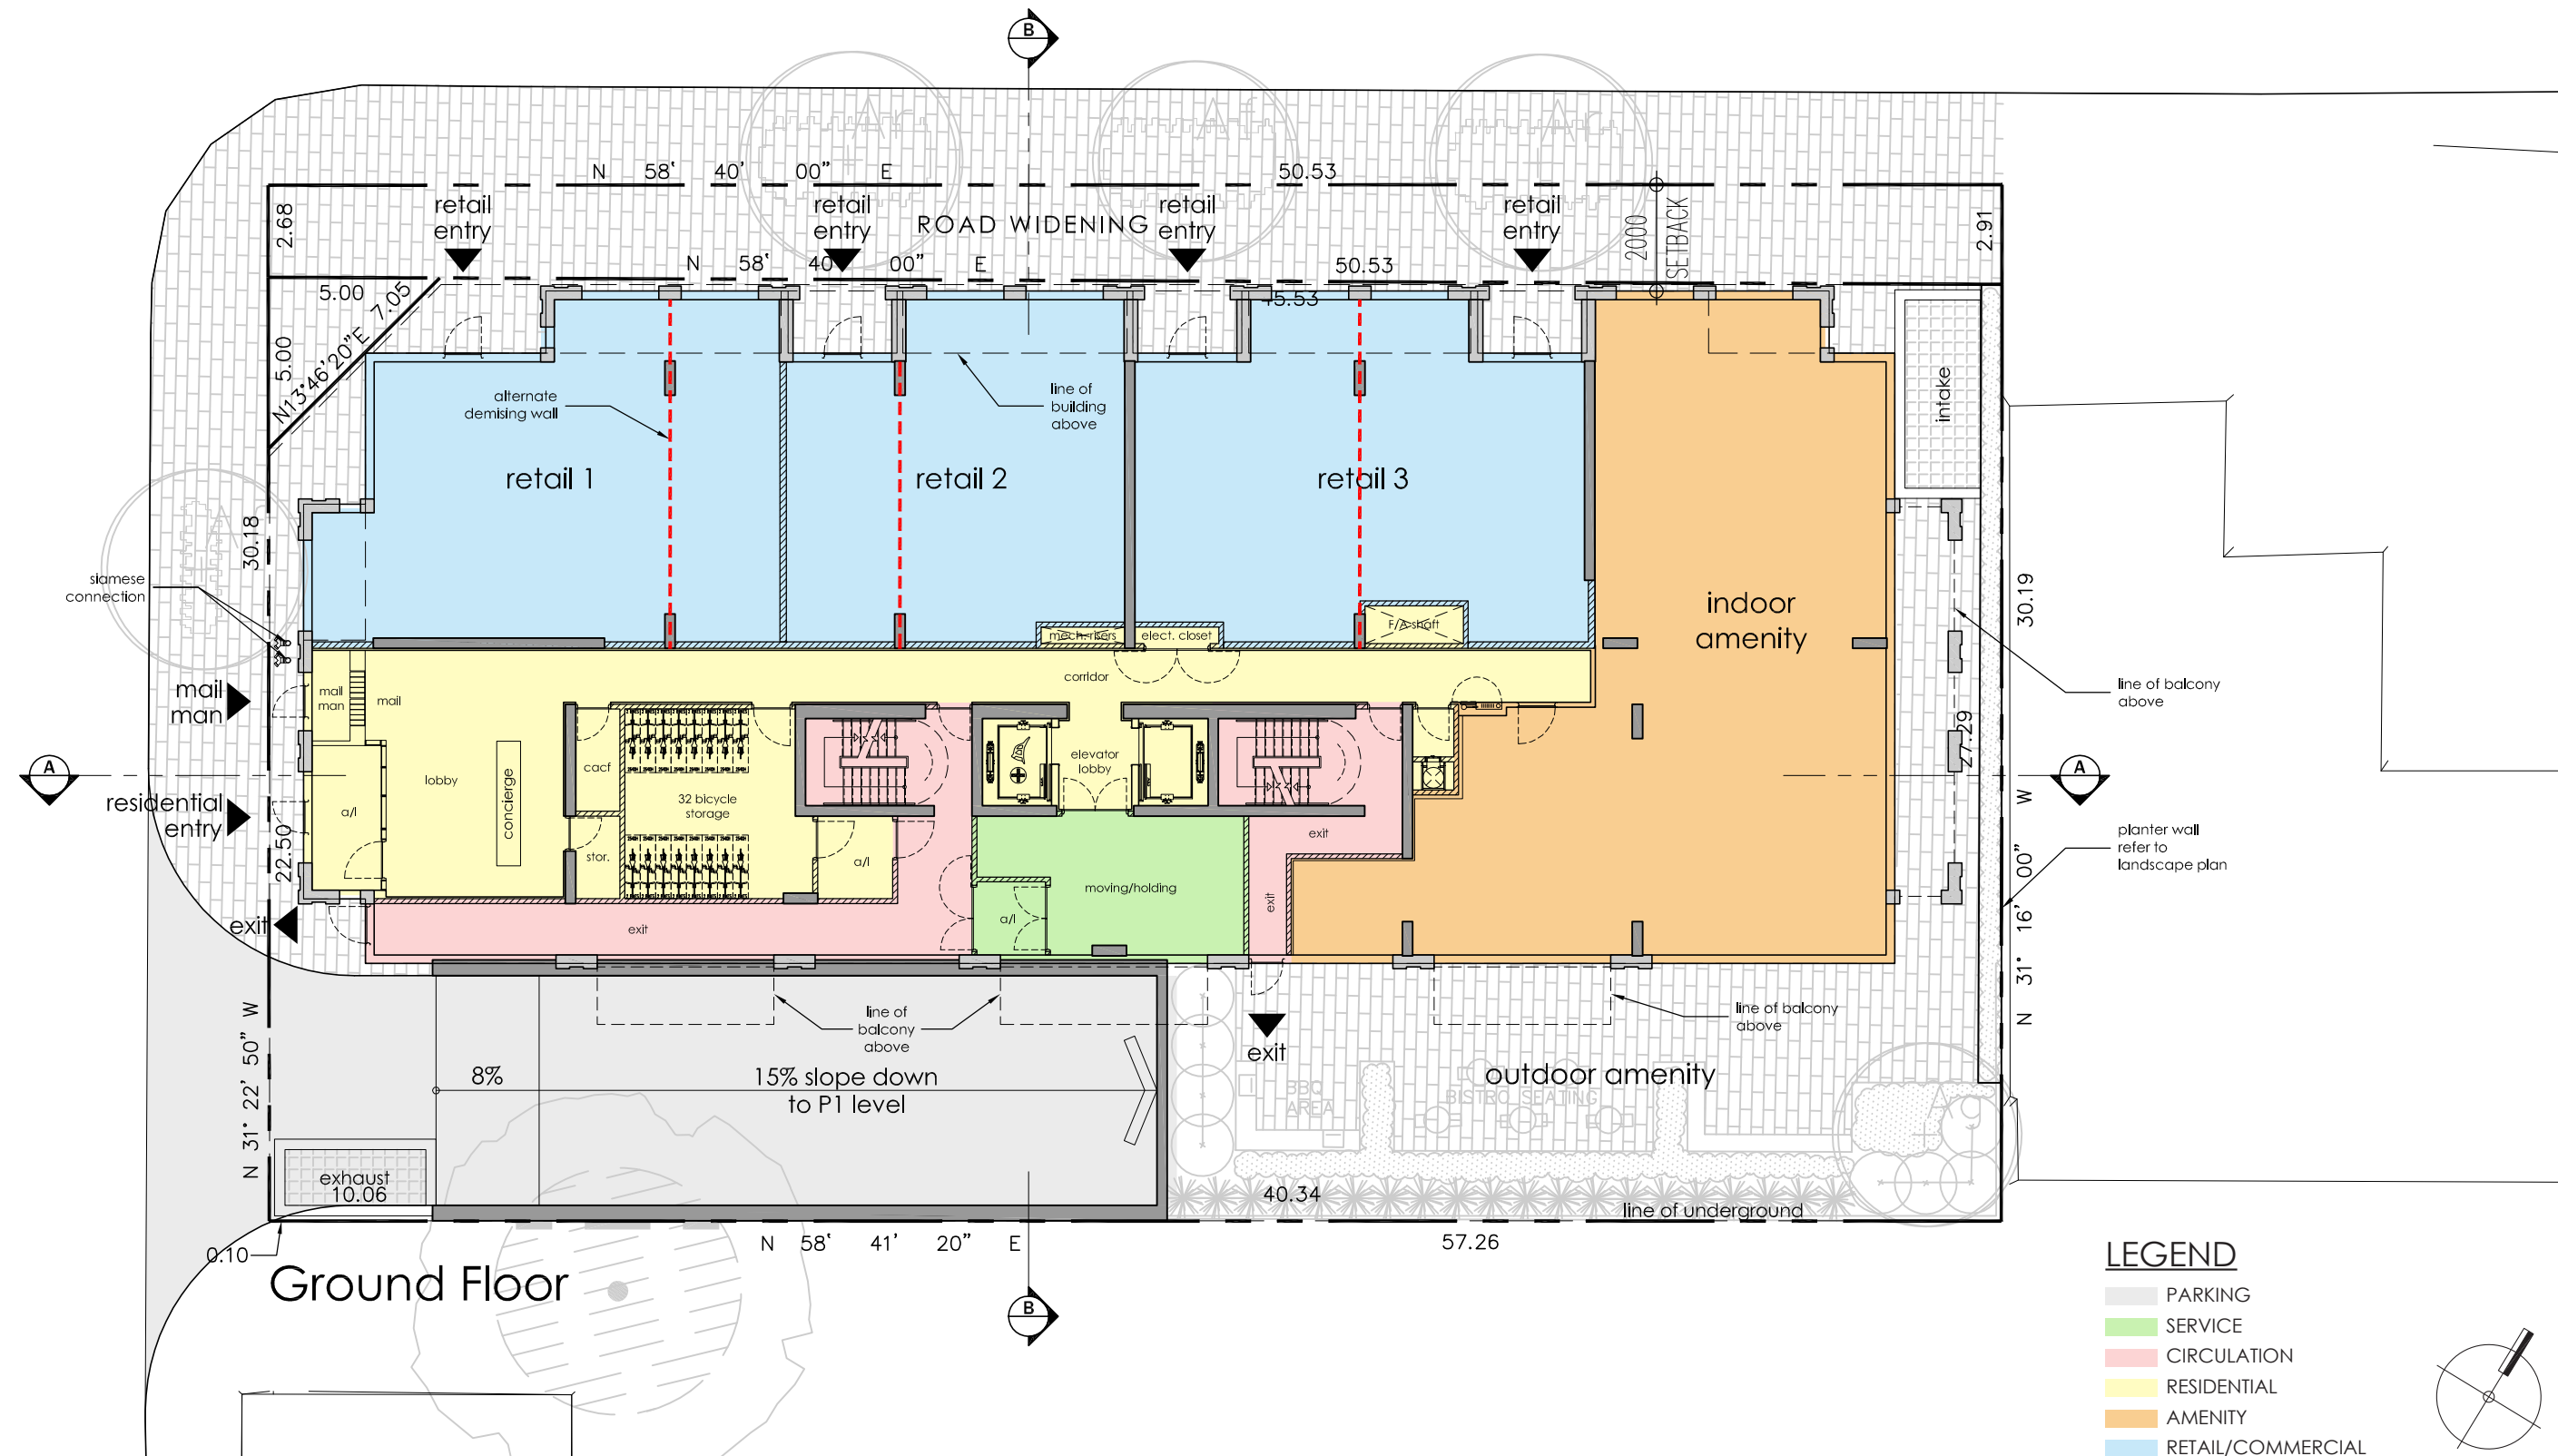 B
N 58' 40' 00" E
50.53
retail
entry
retail
entry
ROAD WIDENING
retail
entry
retail
entry
2.68
2000
SETBACK
2.91
N 58' 40' 00" E
50.53
5.00
7.05
45.53
5.00
N13°46'20"E
alternate
demising wall
line of
building
above
intake
retail 1
retail 2
retail 3
30.18
siamese
connection
indoor
amenity
30.19
mech. risers
elect. closet
F/A shaft
corridor
mail
man
mail
man
mail
line of balcony
above
27.29
A
lobby
concierge
cacf
32 bicycle
storage
elevator
lobby
A
residential
entry
a/l
22.50
stor.
a/l
exit
planter wall
refer to
landscape plan
moving/holding
exit
a/l
exit
exit
N 31° 16' 00" W
line of
balcony
above
line of balcony
above
exit
N 31° 22' 50" W
8%
15% slope down
to P1 level
outdoor amenity
BBQ
AREA
BISTRO SEATING
exhaust
10.06
40.34
line of underground
0.10
N 58' 41' 20" E
57.26
Ground Floor
B
LEGEND
PARKING
SERVICE
CIRCULATION
RESIDENTIAL
AMENITY
RETAIL/COMMERCIAL